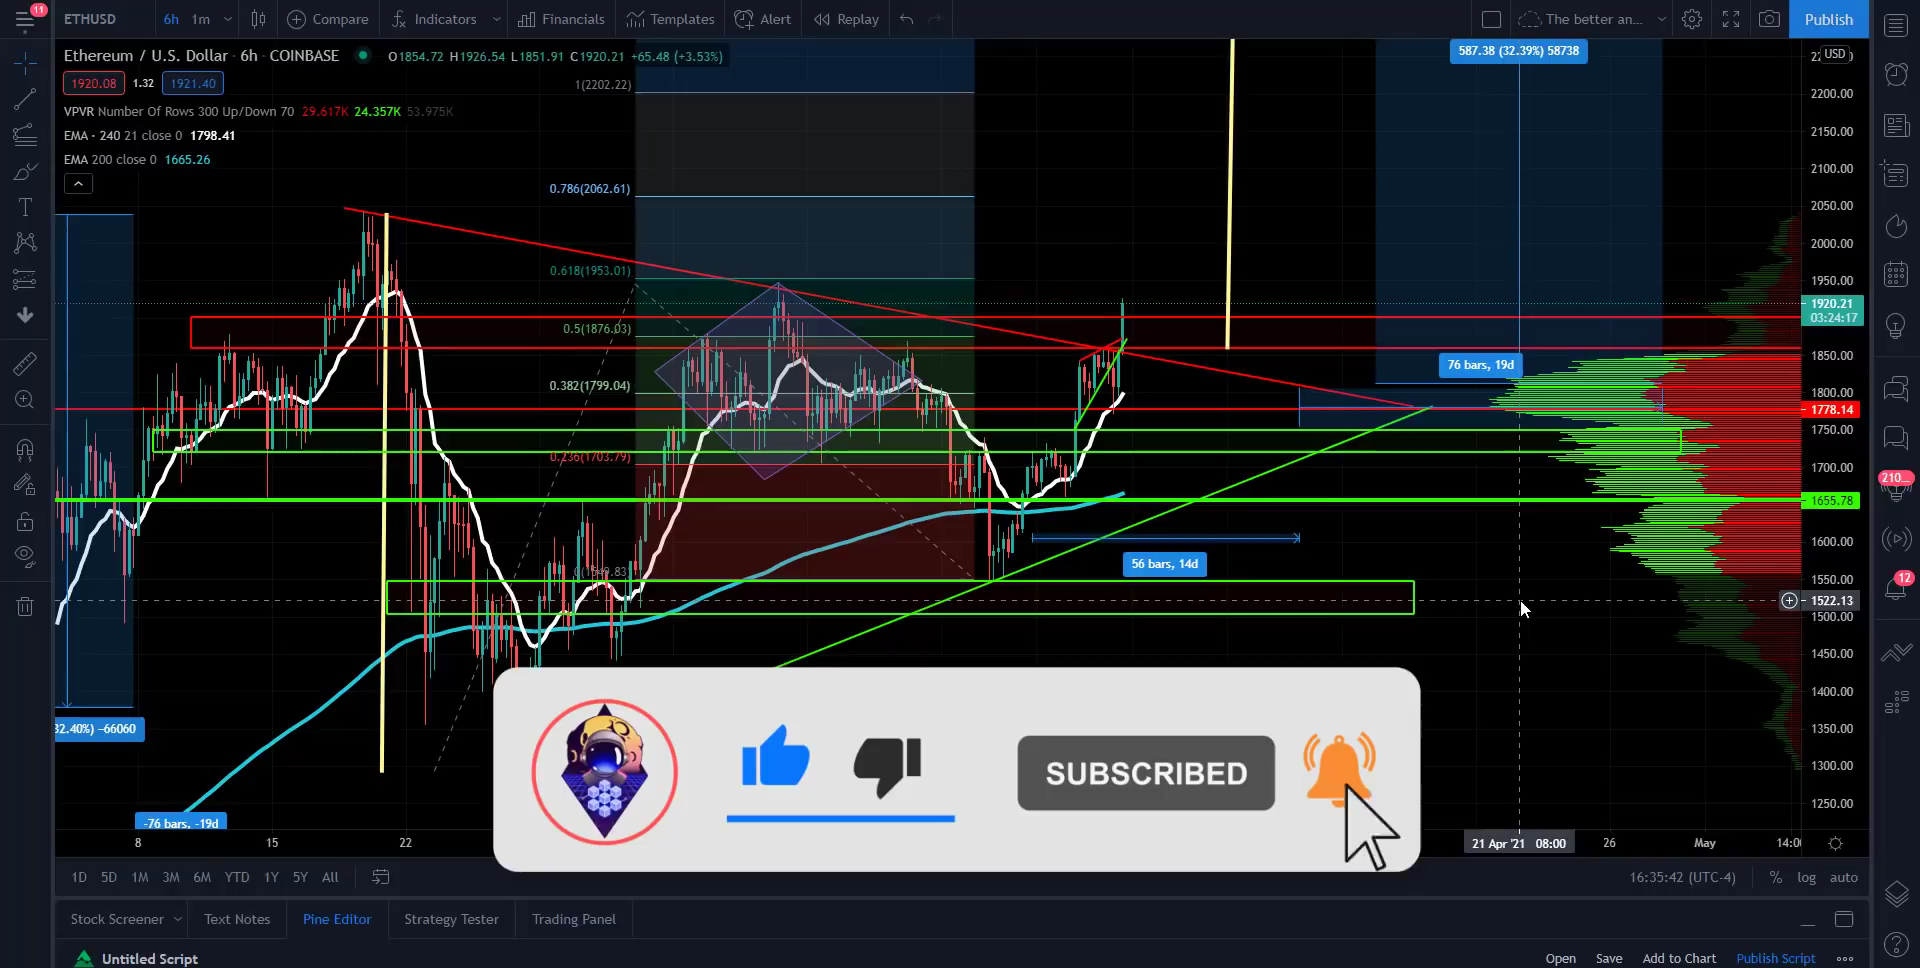 11
ETHUSD
6h 1m
Compare
Indicators
Financials
Templates
Alert
Replay
The better an...
Publish
Ethereum / U.S. Dollar · 6h · COINBASE
O1854.72 H1926.54 L1851.91 C1920.21 +65.48 (+3.53%)
1920.08 1.32 1921.40
VPVR Number Of Rows 300 Up/Down 70 29.617K 24.357K 53.975K
EMA · 240 21 close 0 1798.41
EMA 200 close 0 1665.26
587.38 (32.39%) 58738
USD
1(2202.22)
0.786(2062.61)
0.618(1953.01)
0.5(1876.03)
0.382(1799.04)
0.236(1703.79)
76 bars, 19d
56 bars, 14d
32.40%) −66060
-76 bars, -19d
2200.00
2150.00
2100.00
2050.00
2000.00
1950.00
1920.21
03:24:17
1850.00
1800.00
1778.14
1750.00
1700.00
1655.78
1600.00
1550.00
1522.13
1500.00
1450.00
1400.00
1350.00
1300.00
1250.00
210...
12
SUBSCRIBED
8 15 22
21 Apr '21 08:00
26 May 14:0
1D 5D 1M 3M 6M YTD 1Y 5Y All
16:35:42 (UTC-4) % log auto
Stock Screener Text Notes Pine Editor Strategy Tester Trading Panel
Untitled Script
Open Save Add to Chart Publish Script